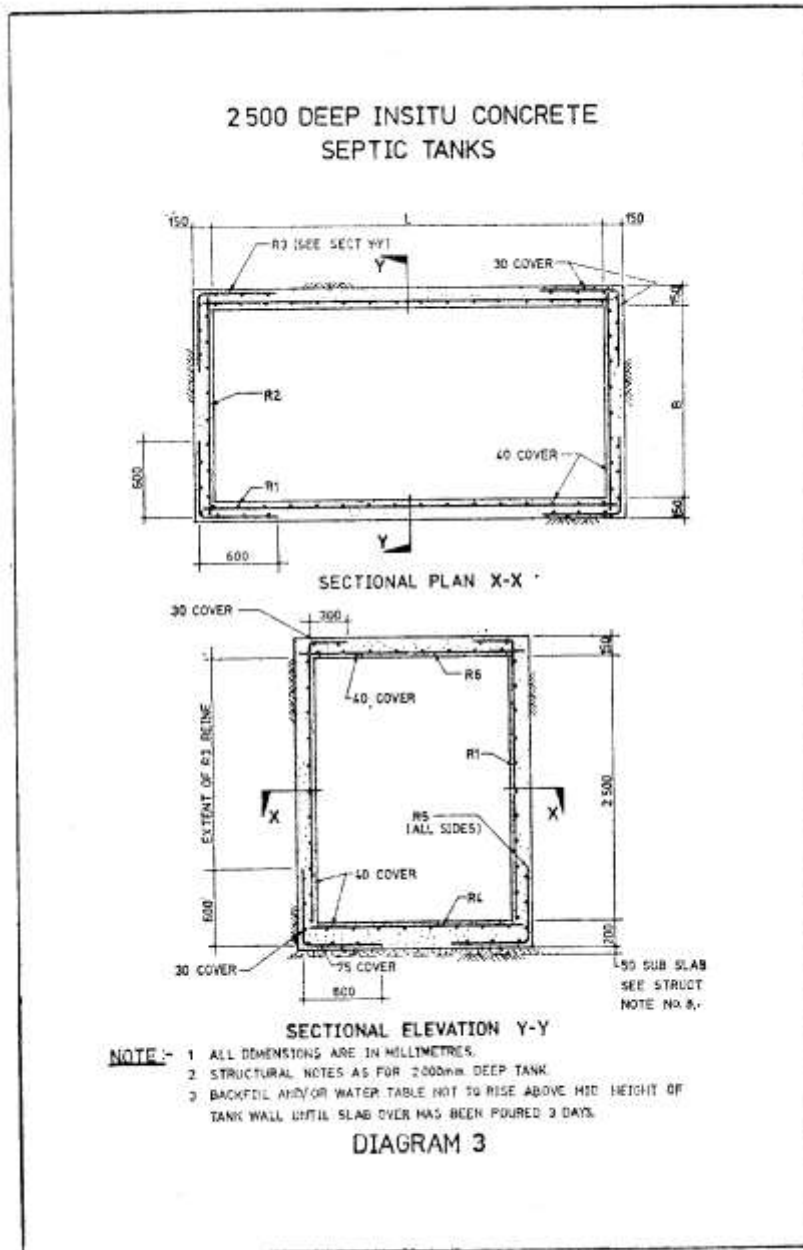 2500 DEEP INSITU CONCRETE
SEPTIC TANKS
150
L
150
R3 (SEE SECT Y-Y)
Y
30 COVER
150
R2
B
40 COVER
600
R1
150
Y
600
SECTIONAL PLAN X-X
30 COVER
300
150
R6
40 COVER
EXTENT OF R3 REINF
R1
2500
X
X
R5
(ALL SIDES)
40 COVER
R4
600
200
30 COVER
75 COVER
600
50 SUB SLAB
SEE STRUCT
NOTE No. 8.
SECTIONAL ELEVATION Y-Y
NOTE:- 1 ALL DIMENSIONS ARE IN MILLIMETRES.
2 STRUCTURAL NOTES AS FOR 2000mm DEEP TANK
3 BACKFILL AND/OR WATER TABLE NOT TO RISE ABOVE MID HEIGHT OF
TANK WALL UNTIL SLAB OVER HAS BEEN POURED 3 DAYS.
DIAGRAM 3